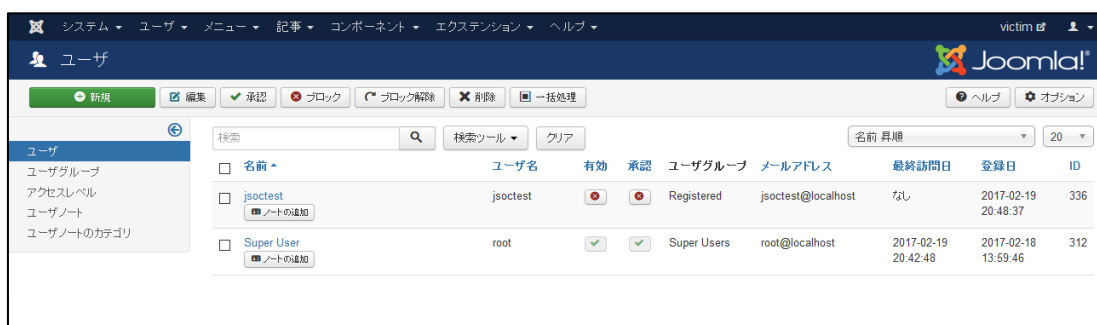 システム ユーザ メニュー 記事 コンポーネント エクステンション ヘルプ victim
ユーザ Joomla!®
新規 編集 承認 ブロック ブロック解除 削除 一括処理 ヘルプ オプション
検索 検索ツール クリア 名前 昇順 20
ユーザ
ユーザグループ
アクセスレベル
ユーザノート
ユーザノートのカテゴリ
名前 ユーザ名 有効 承認 ユーザグループ メールアドレス 最終訪問日 登録日 ID
jsoctest jsoctest Registered jsoctest@localhost なし 2017-02-19 336
ノートの追加 20:48:37
Super User root Super Users root@localhost 2017-02-19 2017-02-18 312
ノートの追加 20:42:48 13:59:46